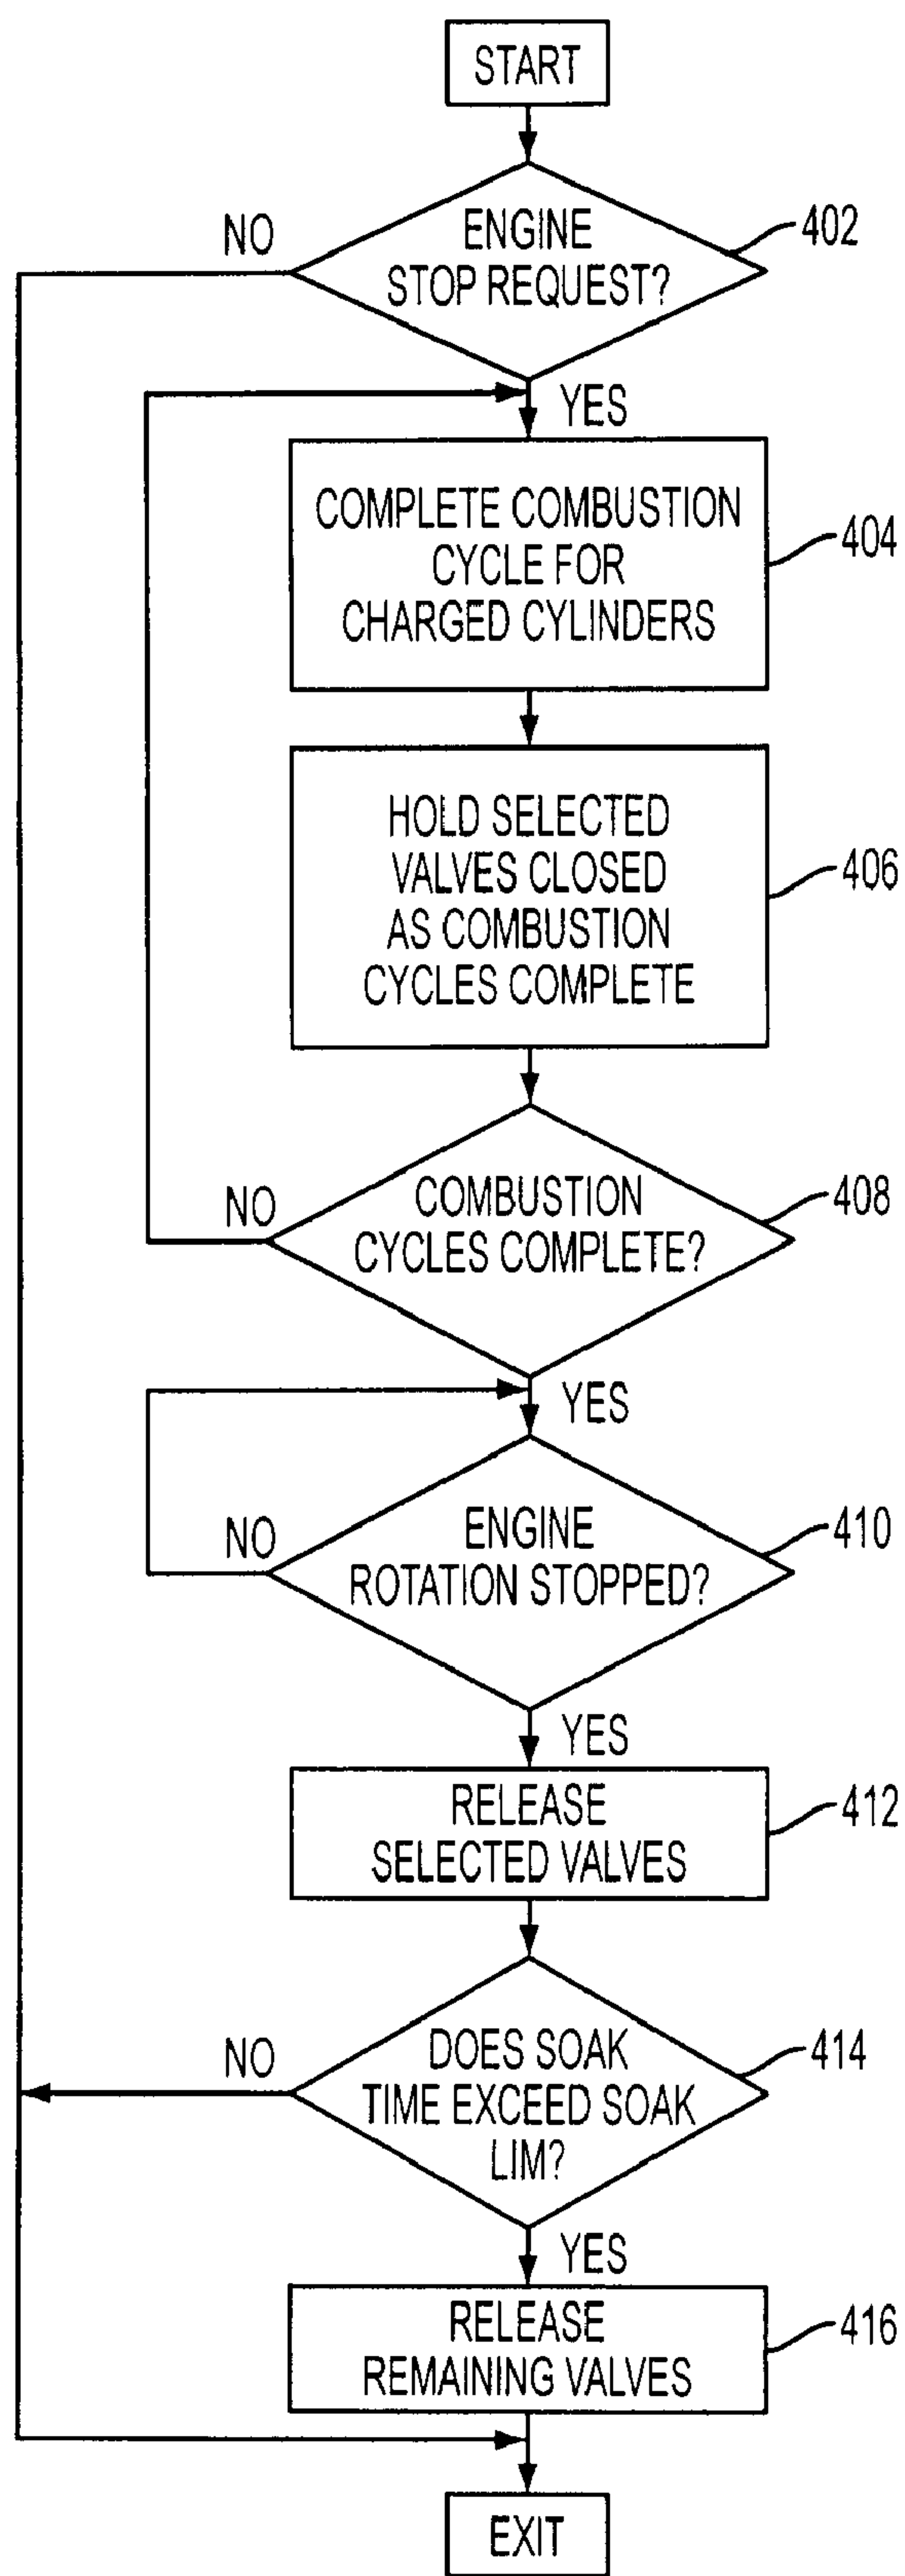 START
NO
ENGINE
STOP REQUEST?
402
YES
COMPLETE COMBUSTION
CYCLE FOR
CHARGED CYLINDERS
404
HOLD SELECTED
VALVES CLOSED
AS COMBUSTION
CYCLES COMPLETE
406
NO
COMBUSTION
CYCLES COMPLETE?
408
YES
NO
ENGINE
ROTATION STOPPED?
410
YES
RELEASE
SELECTED VALVES
412
NO
DOES SOAK
TIME EXCEED SOAK
LIM?
414
YES
RELEASE
REMAINING VALVES
416
EXIT